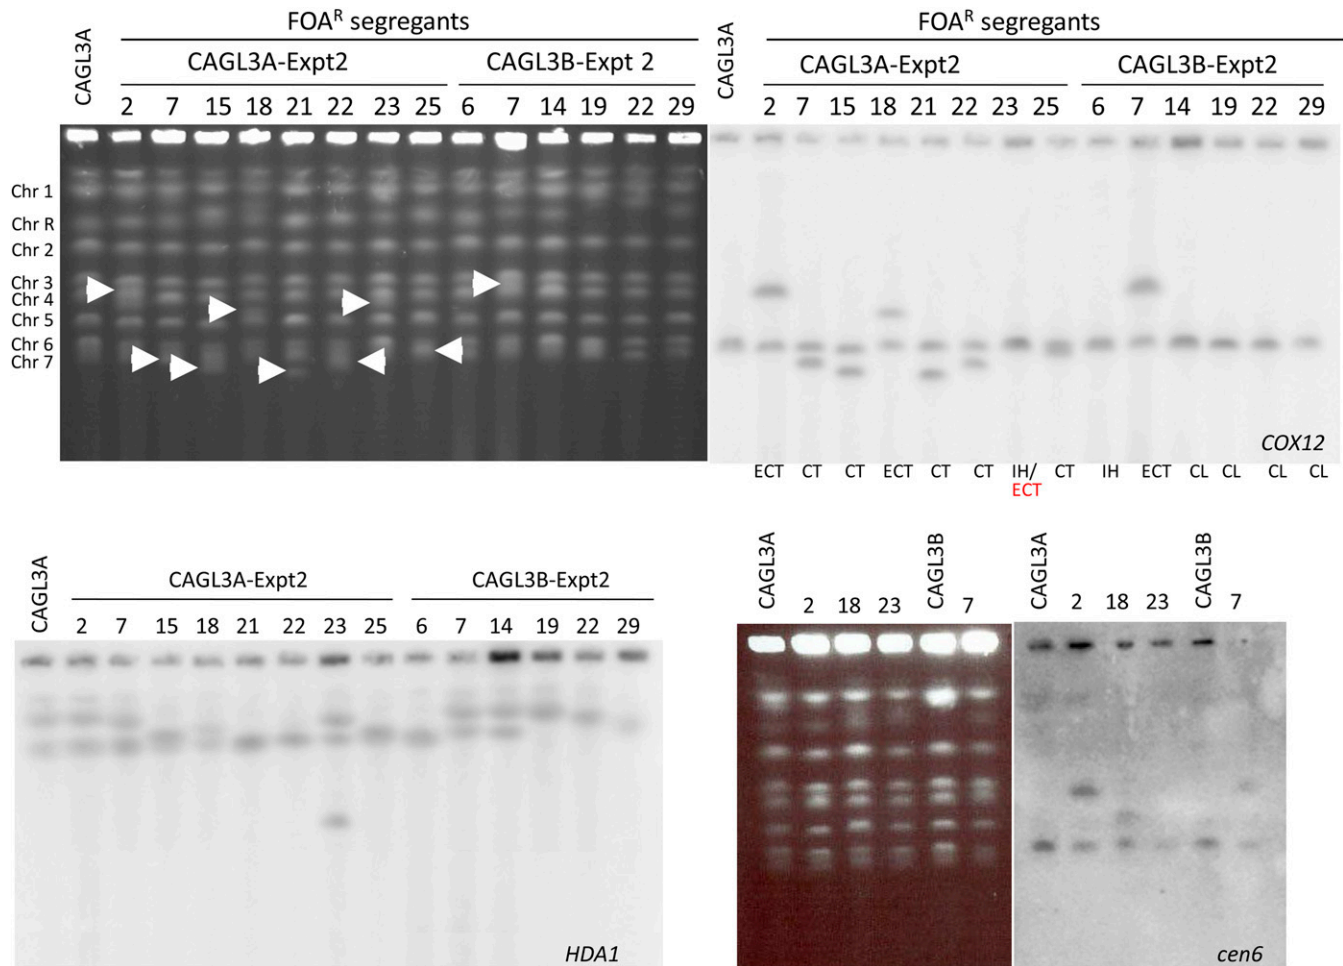 FOAR segregants
CAGL3A
CAGL3A-Expt2
CAGL3B-Expt 2
2 7 15 18 21 22 23 25 6 7 14 19 22 29
Chr 1
Chr R
Chr 2
Chr 3
Chr 4
Chr 5
Chr 6
Chr 7
FOAR segregants
CAGL3A
CAGL3A-Expt2
CAGL3B-Expt2
2 7 15 18 21 22 23 25 6 7 14 19 22 29
COX12
ECT CT CT ECT CT CT IH/ CT IH ECT CL CL CL CL
ECT
CAGL3A
CAGL3A-Expt2
CAGL3B-Expt2
2 7 15 18 21 22 23 25 6 7 14 19 22 29
HDA1
CAGL3A 2 18 23 CAGL3B 7
CAGL3A 2 18 23 CAGL3B 7
cen6